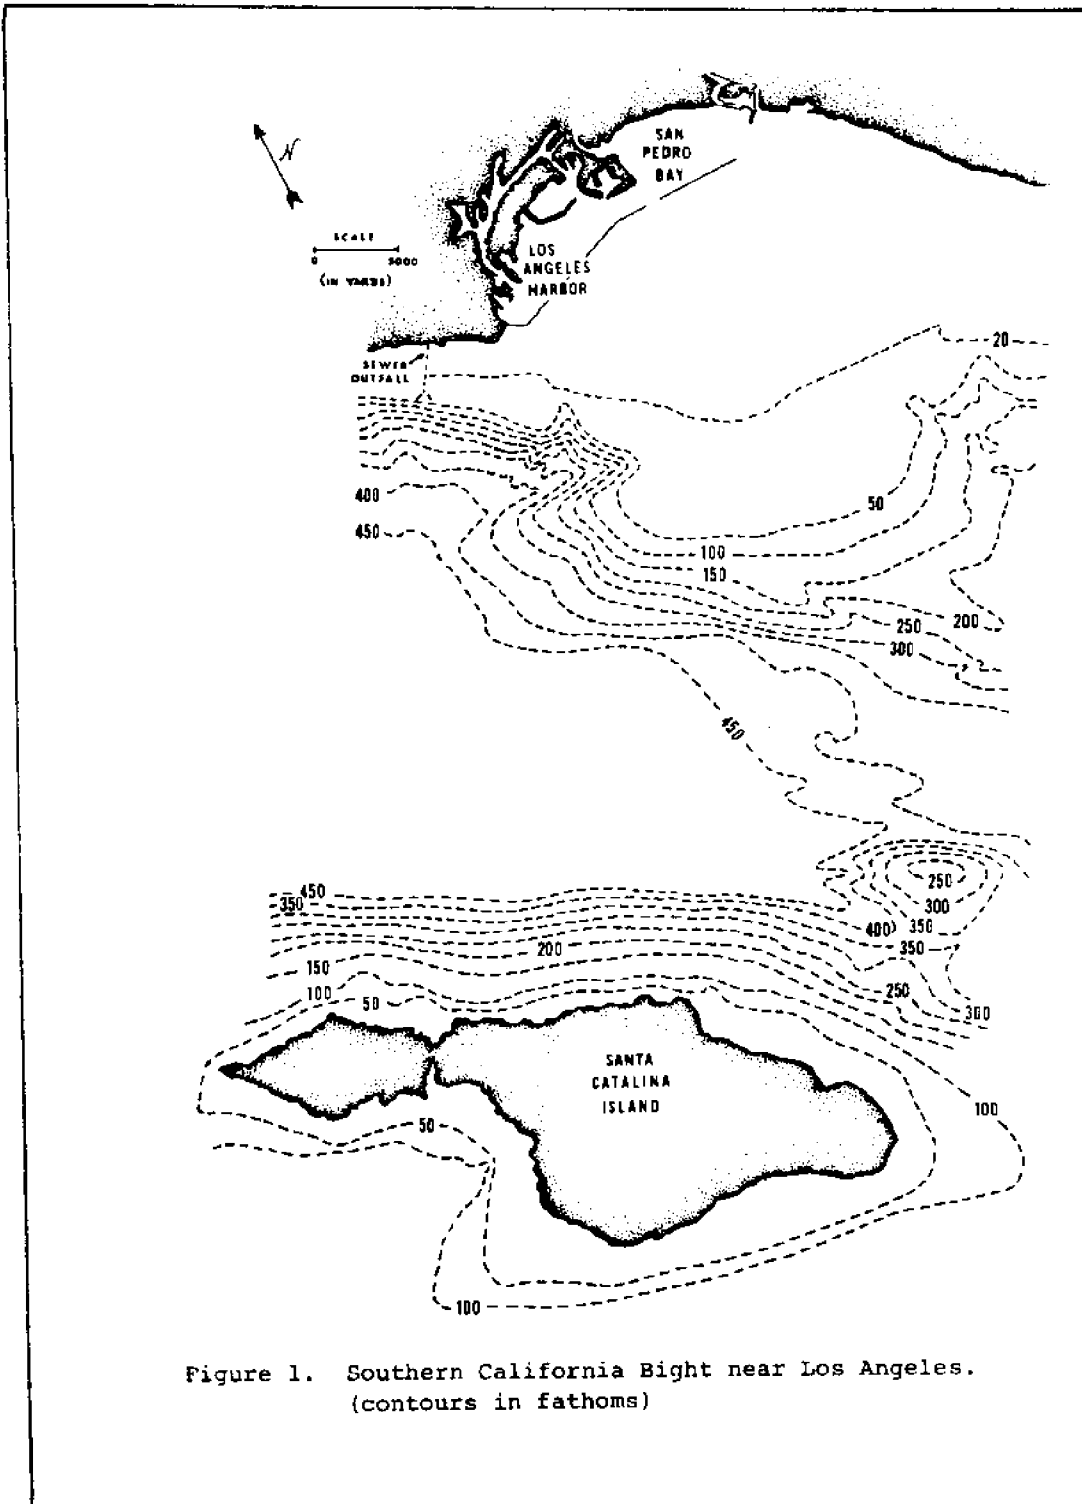 SAN
PEDRO
BAY
N
SCALE
0 5000
(IN YARDS)
LOS
ANGELES
HARBOR
SEWER
OUTFALL
20
50
400
450
100
150
200
250
300
450
250
300
450
350
400
350
350
200
150
100
50
250
300
SANTA
CATALINA
ISLAND
100
50
100
Figure 1. Southern California Bight near Los Angeles.
(contours in fathoms)